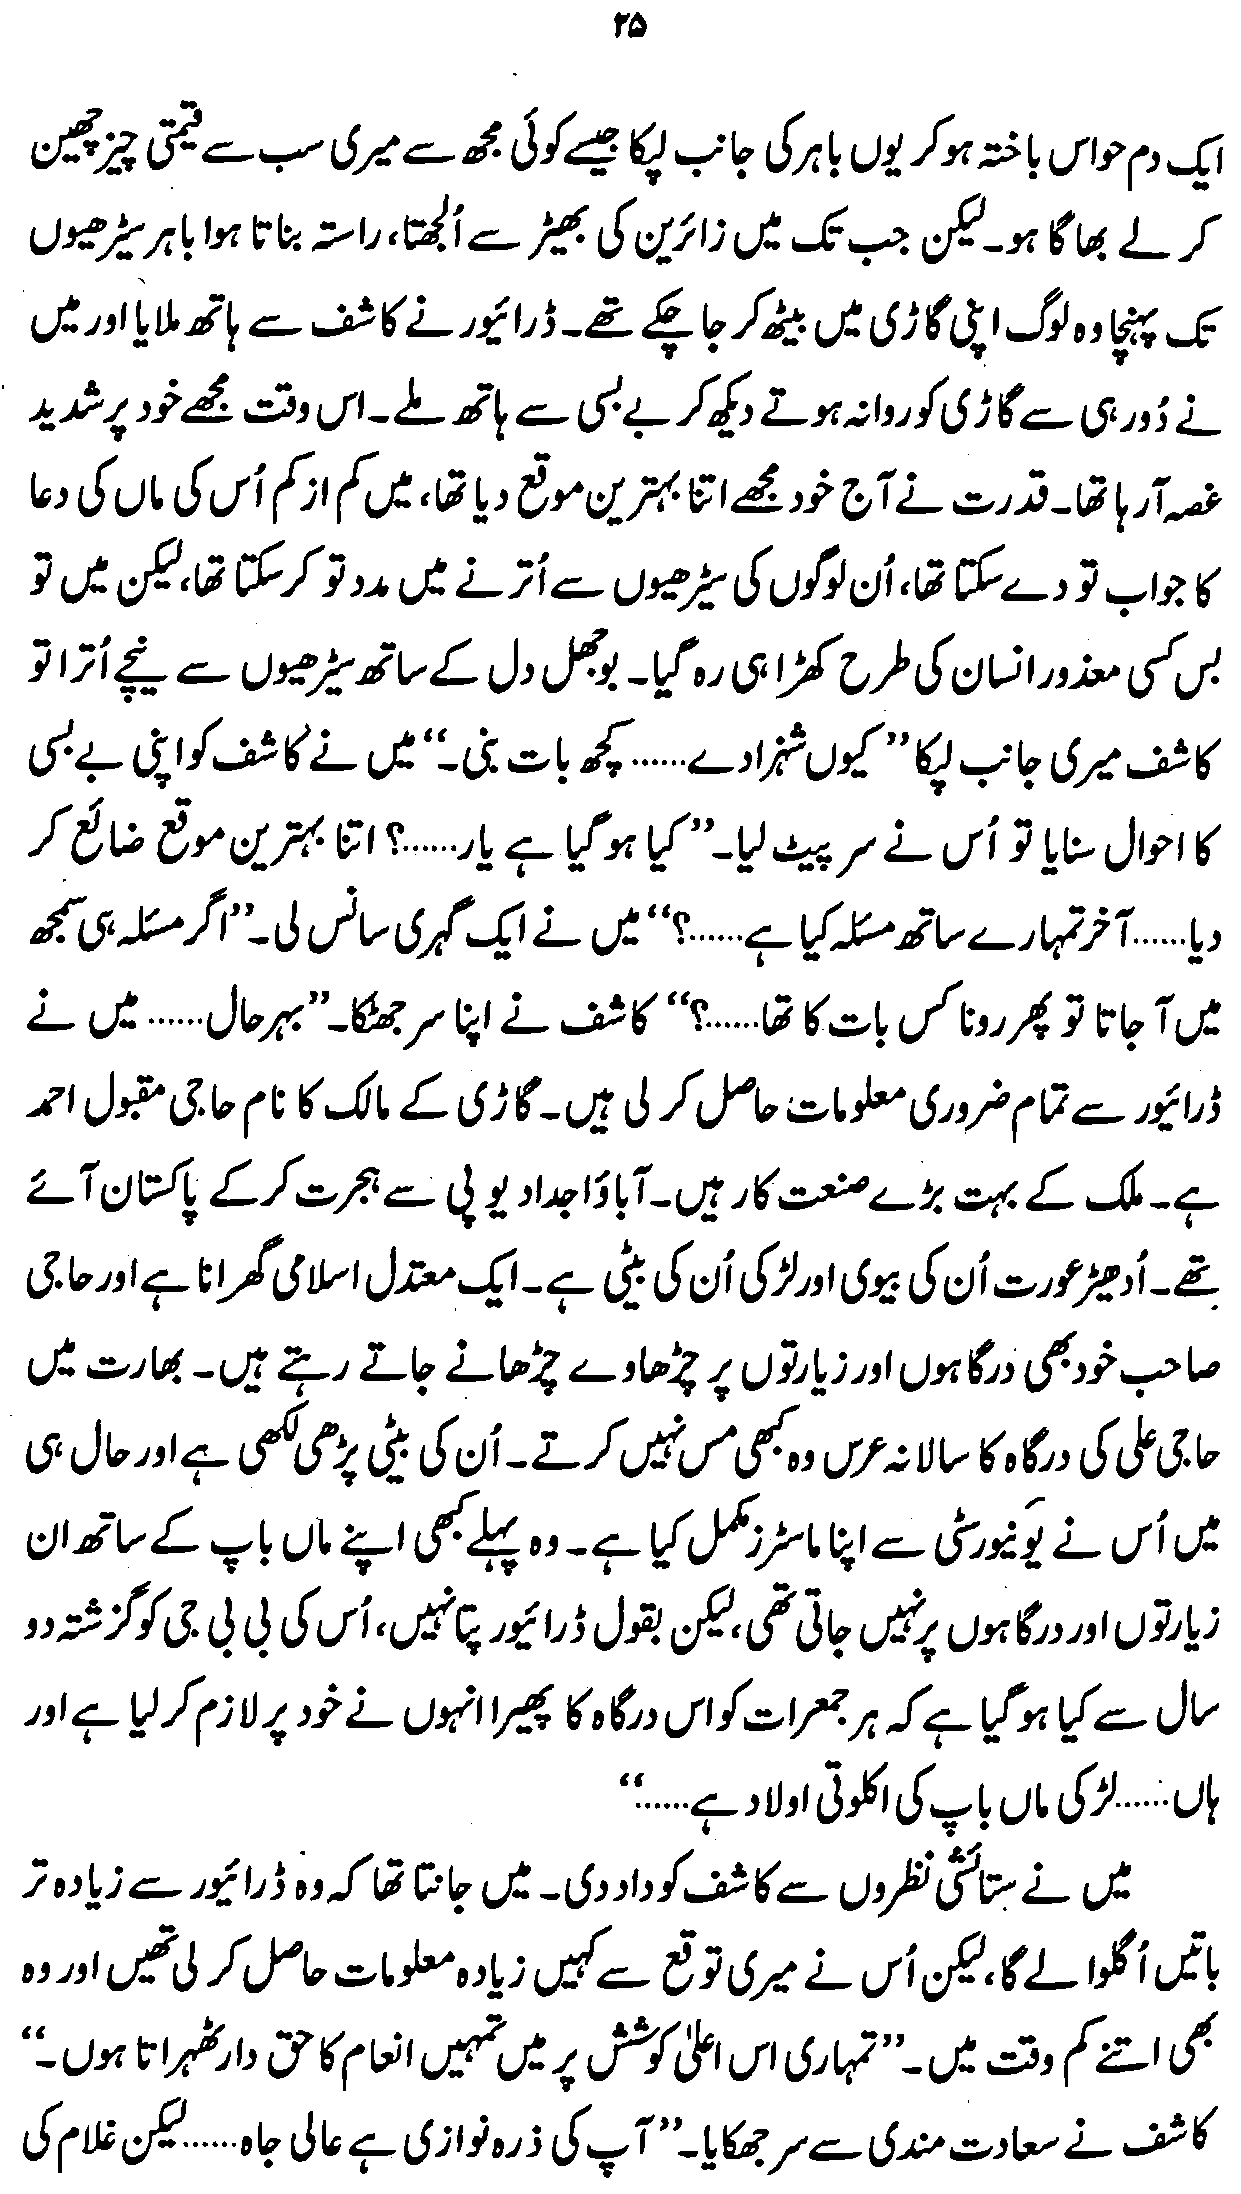 ۲۵
ایک دم حواس باختہ ہو کر یوں باہر کی جانب لپکا جیسے کوئی مجھ سے میری سب سے قیمتی چیز چھین
کر لے بھاگا ہو۔ لیکن جب تک میں زائرین کی بھیڑ سے اُلجھتا، راستہ بناتا ہوا باہر سیڑھیوں
تک پہنچا وہ لوگ اپنی گاڑی میں بیٹھ کر جا چکے تھے۔ ڈرائیور نے کاشف سے ہاتھ ملایا اور میں
نے دُور ہی سے گاڑی کو روانہ ہوتے دیکھ کر بے بسی سے ہاتھ ملے۔ اس وقت مجھے خود پر شدید
غصہ آ رہا تھا۔ قدرت نے آج خود مجھے اتنا بہترین موقع دیا تھا، میں کم از کم اُس کی ماں کی دعا
کا جواب تو دے سکتا تھا، اُن لوگوں کی سیڑھیوں سے اُترنے میں مدد تو کر سکتا تھا، لیکن میں تو
بس کسی معذور انسان کی طرح کھڑا ہی رہ گیا۔ بوجھل دل کے ساتھ سیڑھیوں سے نیچے اُترا تو
کاشف میری جانب لپکا ”کیوں شہزادے...... کچھ بات بنی۔“ میں نے کاشف کو اپنی بے بسی
کا احوال سنایا تو اُس نے سر پیٹ لیا۔ ”کیا ہو گیا ہے یار......؟ اتنا بہترین موقع ضائع کر
دیا...... آخر تمہارے ساتھ مسئلہ کیا ہے......؟“ میں نے ایک گہری سانس لی۔ ”اگر مسئلہ ہی سمجھ
میں آ جاتا تو پھر رونا کس بات کا تھا......؟“ کاشف نے اپنا سر جھٹکا۔ ”بہرحال...... میں نے
ڈرائیور سے تمام ضروری معلومات حاصل کر لی ہیں۔ گاڑی کے مالک کا نام حاجی مقبول احمد
ہے۔ ملک کے بہت بڑے صنعت کار ہیں۔ آباؤ اجداد یو پی سے ہجرت کر کے پاکستان آئے
تھے۔ اُدھیڑ عورت اُن کی بیوی اور لڑکی اُن کی بیٹی ہے۔ ایک معتدل اسلامی گھرانا ہے اور حاجی
صاحب خود بھی درگاہوں اور زیارتوں پر چڑھاوے چڑھانے جاتے رہتے ہیں۔ بھارت میں
حاجی علی کی درگاہ کا سالانہ عرس وہ کبھی مس نہیں کرتے۔ اُن کی بیٹی پڑھی لکھی ہے اور حال ہی
میں اُس نے یونیورسٹی سے اپنا ماسٹرز مکمل کیا ہے۔ وہ پہلے کبھی اپنے ماں باپ کے ساتھ ان
زیارتوں اور درگاہوں پر نہیں جاتی تھی، لیکن بقول ڈرائیور پتا نہیں، اُس کی بی بی جی کو گزشتہ دو
سال سے کیا ہو گیا ہے کہ ہر جمعرات کو اس درگاہ کا پھیرا انہوں نے خود پر لازم کر لیا ہے اور
ہاں...... لڑکی ماں باپ کی اکلوتی اولاد ہے......“
میں نے ستائشی نظروں سے کاشف کو داد دی۔ میں جانتا تھا کہ وہ ڈرائیور سے زیادہ تر
باتیں اُگلوا لے گا، لیکن اُس نے میری توقع سے کہیں زیادہ معلومات حاصل کر لی تھیں اور وہ
بھی اتنے کم وقت میں۔ ”تمہاری اس اعلیٰ کوشش پر میں تمہیں انعام کا حق دار ٹھہراتا ہوں۔“
کاشف نے سعادت مندی سے سر جھکایا۔ ”آپ کی ذرہ نوازی ہے عالی جاہ...... لیکن غلام کی